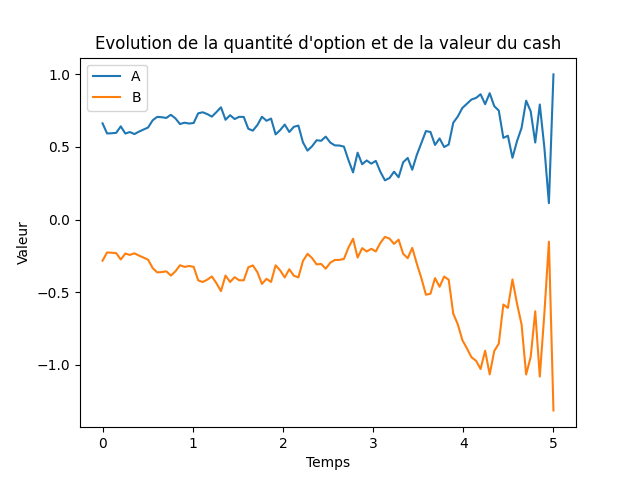 Evolution de la quantité d'option et de la valeur du cash
A
B
1.0
0.5
0.0
−0.5
−1.0
Valeur
0 1 2 3 4 5
Temps